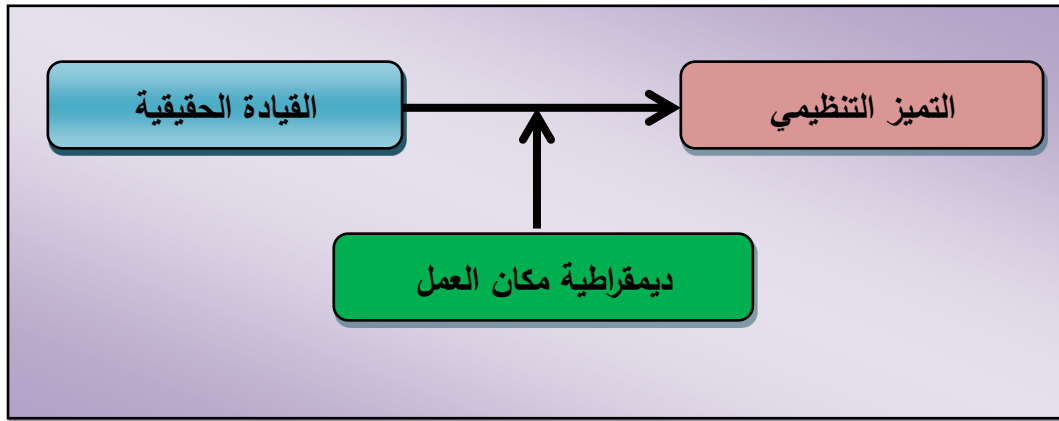 القيادة الحقيقية
التميز التنظيمي
ديمقراطية مكان العمل